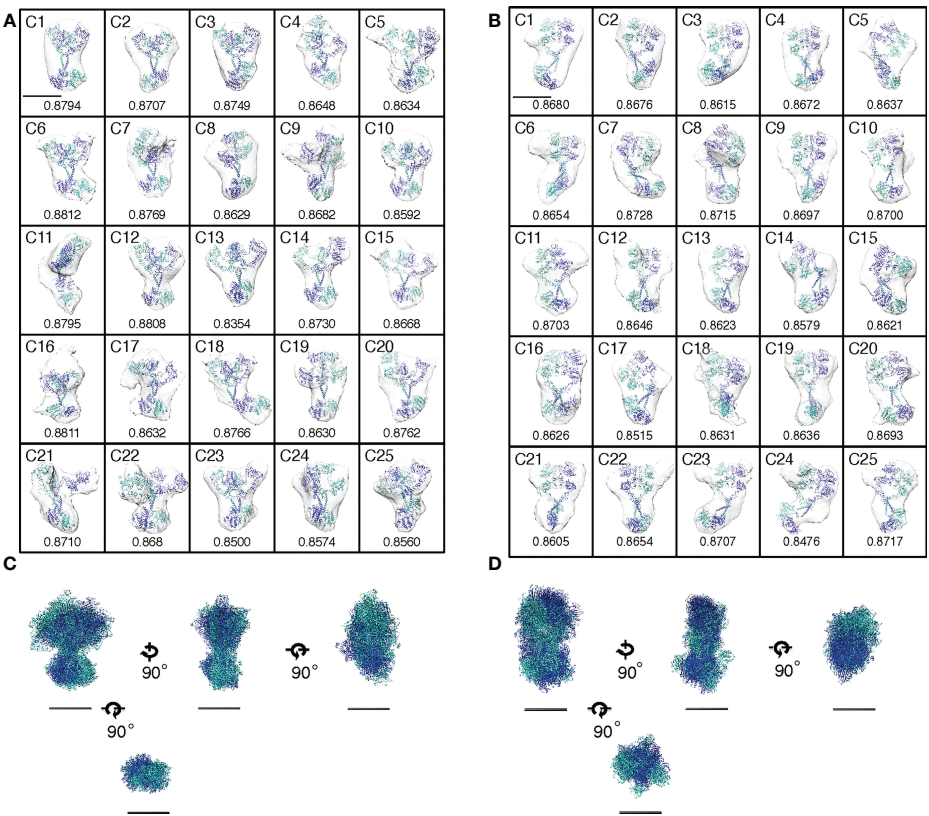 A
C1 C2 C3 C4 C5
0.8794 0.8707 0.8749 0.8648 0.8634
C6 C7 C8 C9 C10
0.8812 0.8769 0.8629 0.8682 0.8592
C11 C12 C13 C14 C15
0.8795 0.8808 0.8354 0.8730 0.8668
C16 C17 C18 C19 C20
0.8811 0.8632 0.8766 0.8630 0.8762
C21 C22 C23 C24 C25
0.8710 0.868 0.8500 0.8574 0.8560
B
C1 C2 C3 C4 C5
0.8680 0.8676 0.8615 0.8672 0.8637
C6 C7 C8 C9 C10
0.8654 0.8728 0.8715 0.8697 0.8700
C11 C12 C13 C14 C15
0.8703 0.8646 0.8623 0.8579 0.8621
C16 C17 C18 C19 C20
0.8626 0.8515 0.8631 0.8636 0.8693
C21 C22 C23 C24 C25
0.8605 0.8654 0.8707 0.8476 0.8717
C
90° 90°
90°
D
90° 90°
90°